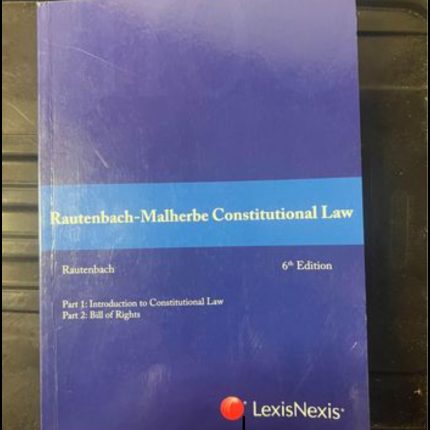 Rautenbach-Malherbe Constitutional Law
Rautenbach 6th Edition
Part 1: Introduction to Constitutional Law
Part 2: Bill of Rights
LexisNexis®